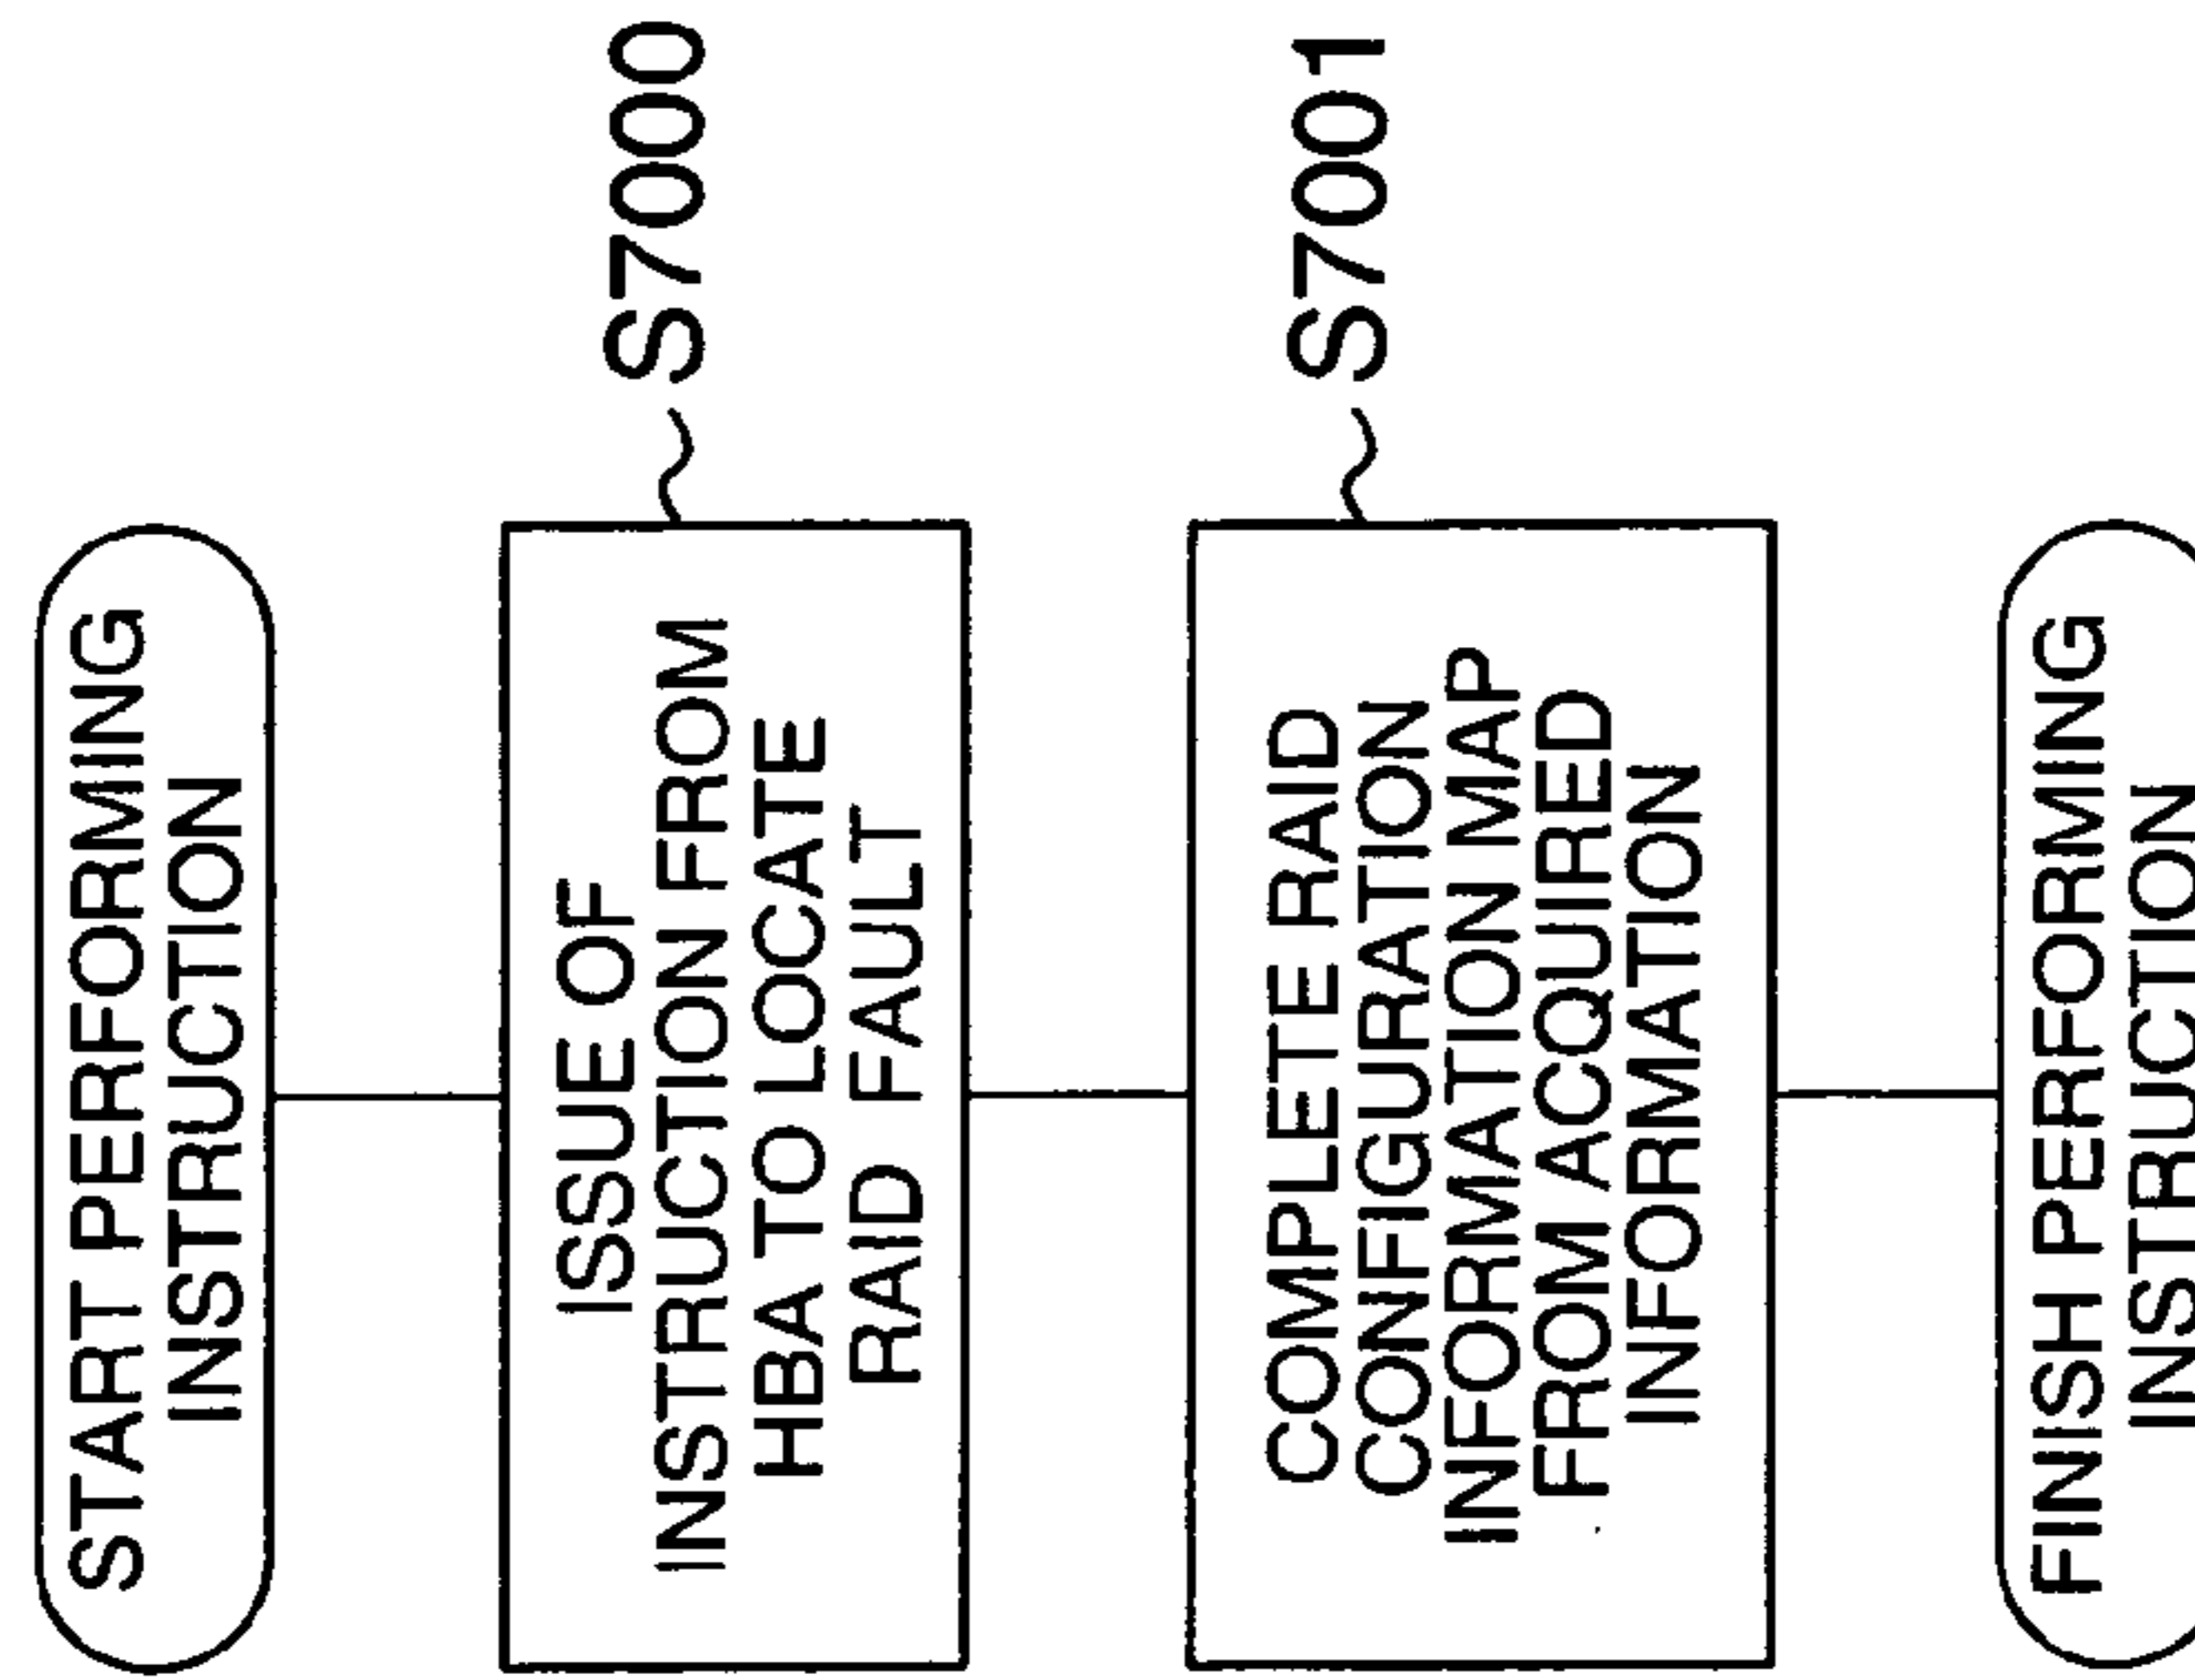 START PERFORMING
INSTRUCTION
ISSUE OF
INSTRUCTION FROM
HBA TO LOCATE
RAID FAULT
S7000
COMPLETE RAID
CONFIGURATION
INFORMATION MAP
FROM ACQUIRED
INFORMATION
S7001
FINISH PERFORMING
INSTRUCTION